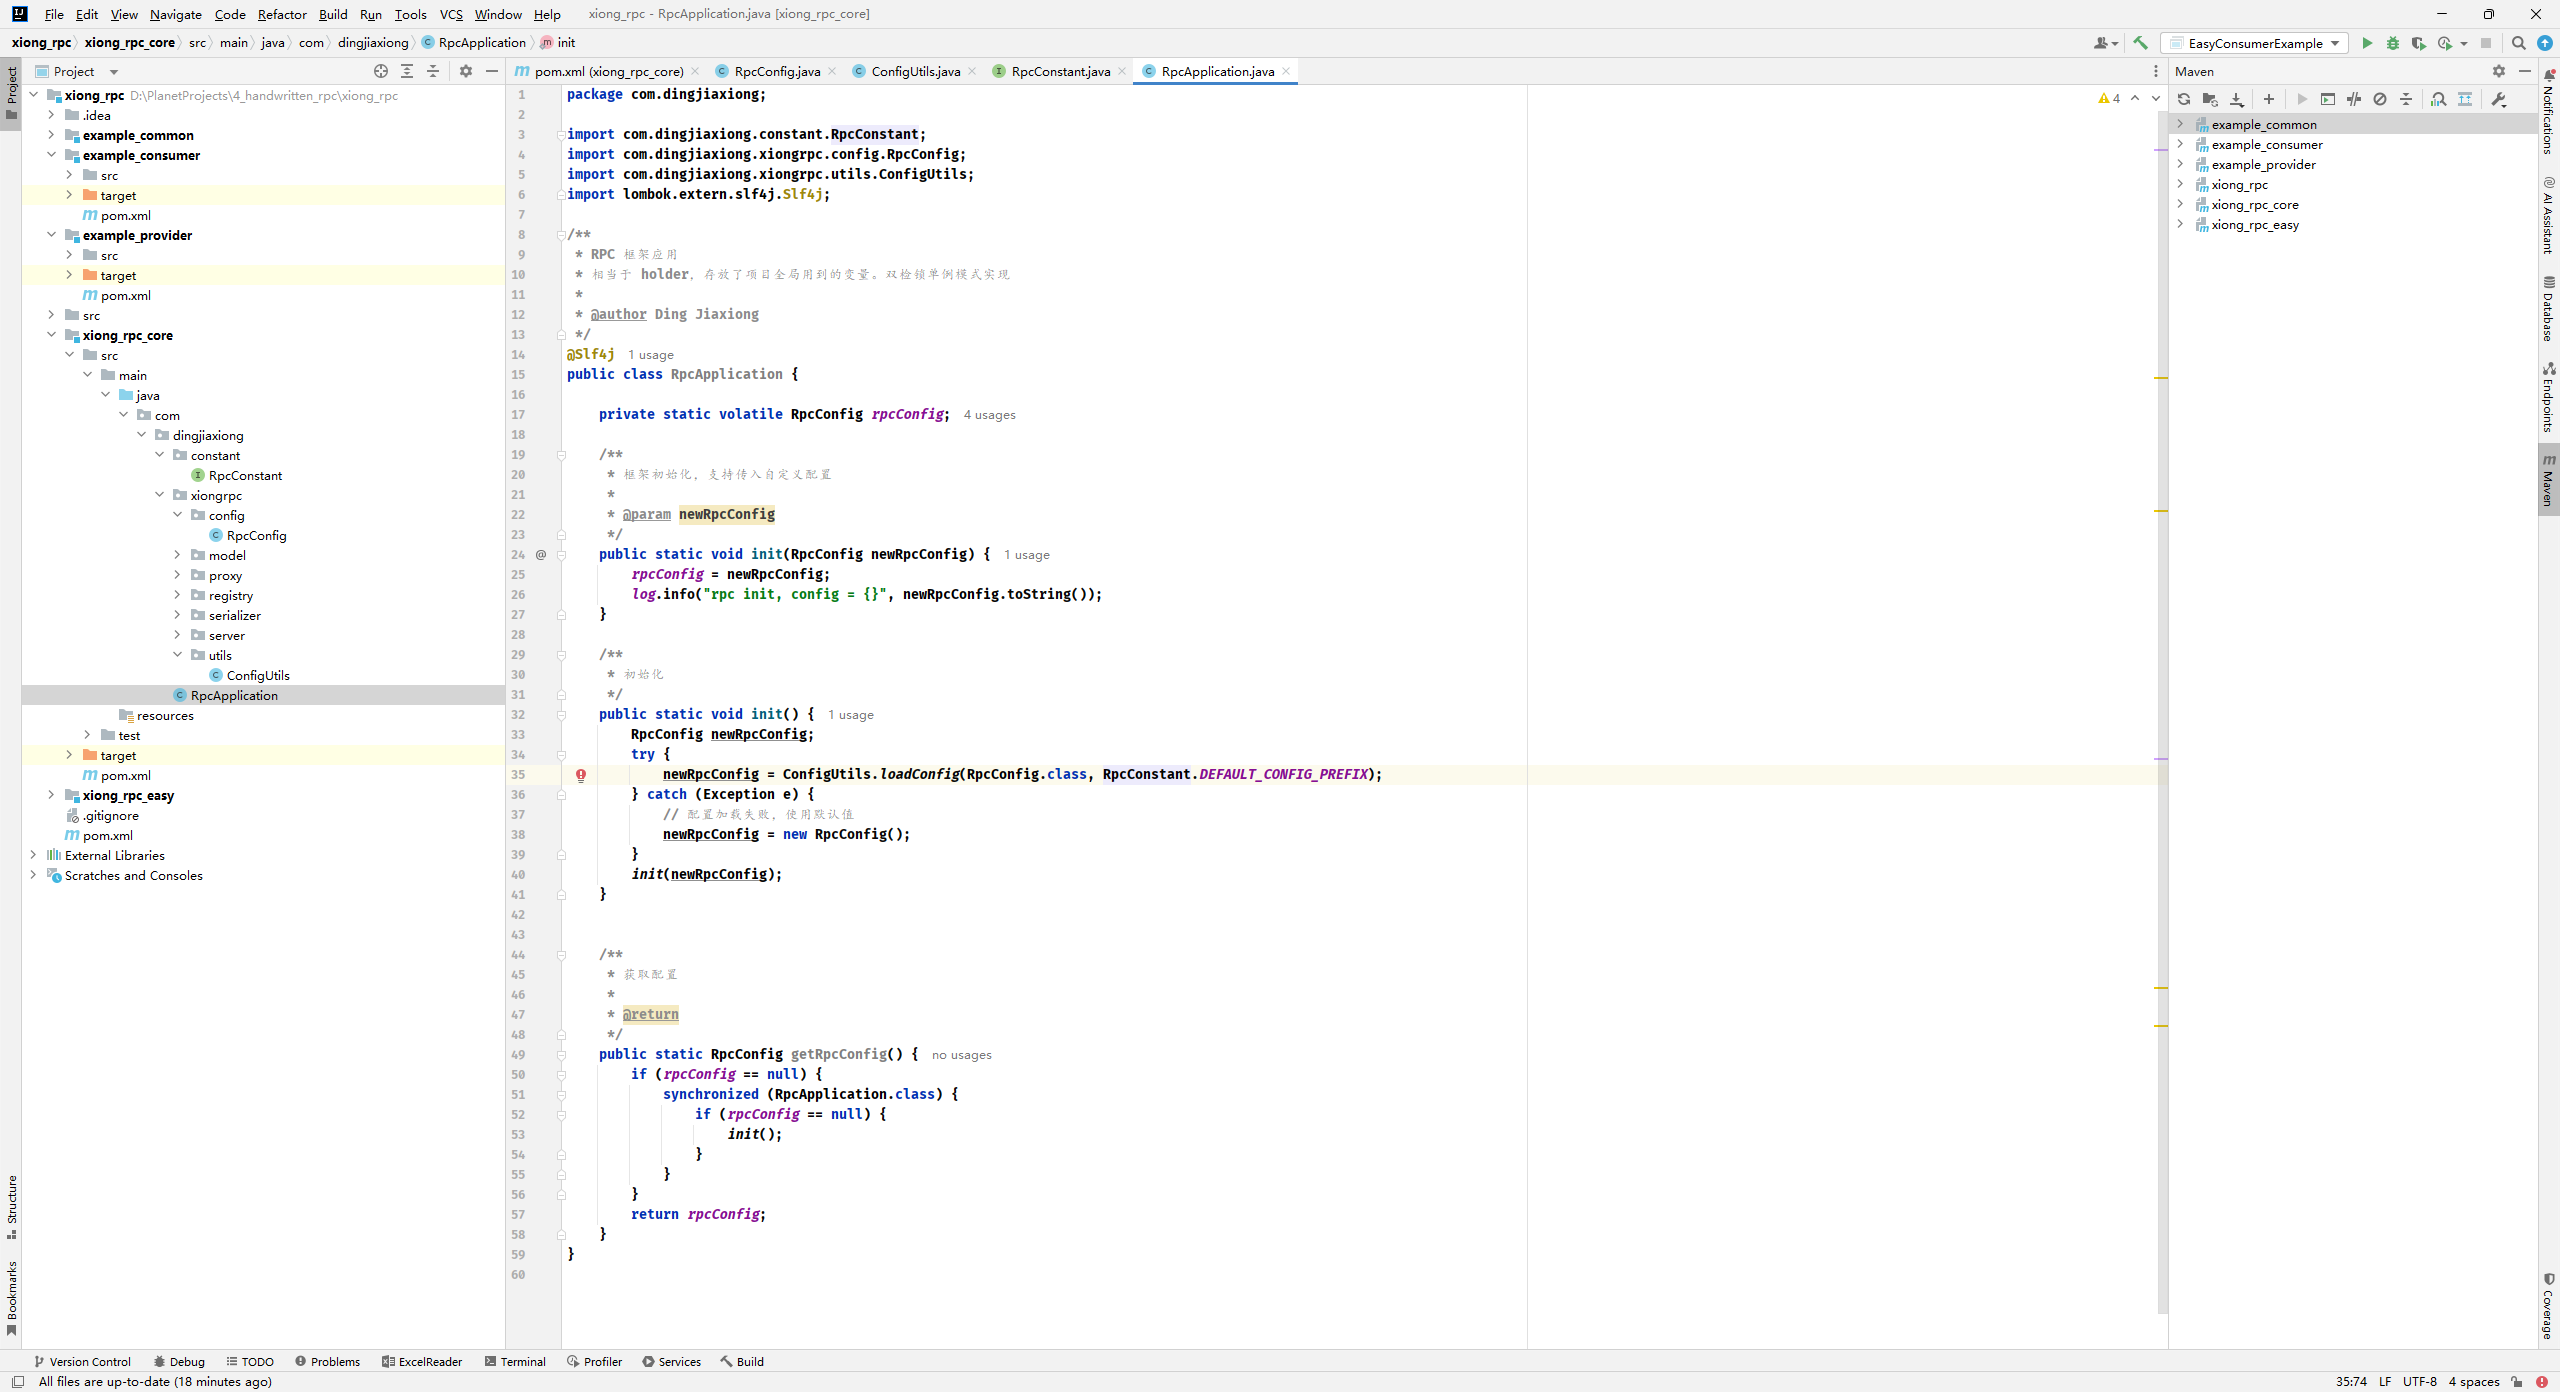 File Edit View Navigate Code Refactor Build Run Tools VCS Window Help xiong_rpc - RpcApplication.java [xiong_rpc_core]
xiong_rpc xiong_rpc_core src main java com dingjiaxiong RpcApplication init
EasyConsumerExample
Project
xiong_rpc D:\PlanetProjects\4_handwritten_rpc\xiong_rpc
.idea
example_common
example_consumer
src
target
pom.xml
example_provider
src
target
pom.xml
src
xiong_rpc_core
src
main
java
com
dingjiaxiong
constant
RpcConstant
xiongrpc
config
RpcConfig
model
proxy
registry
serializer
server
utils
ConfigUtils
RpcApplication
resources
test
target
pom.xml
xiong_rpc_easy
.gitignore
pom.xml
External Libraries
Scratches and Consoles
Project
Structure
Bookmarks
pom.xml (xiong_rpc_core) RpcConfig.java ConfigUtils.java RpcConstant.java RpcApplication.java
4
1 package com.dingjiaxiong;
2
3 import com.dingjiaxiong.constant.RpcConstant;
4 import com.dingjiaxiong.xiongrpc.config.RpcConfig;
5 import com.dingjiaxiong.xiongrpc.utils.ConfigUtils;
6 import lombok.extern.slf4j.Slf4j;
7
8 /**
9 * RPC 框架应用
10 * 相当于 holder，存放了项目全局用到的变量。双检锁单例模式实现
11 *
12 * @author Ding Jiaxiong
13 */
14 @Slf4j 1 usage
15 public class RpcApplication {
16
17 private static volatile RpcConfig rpcConfig; 4 usages
18
19 /**
20 * 框架初始化，支持传入自定义配置
21 *
22 * @param newRpcConfig
23 */
24 @ public static void init(RpcConfig newRpcConfig) { 1 usage
25 rpcConfig = newRpcConfig;
26 log.info("rpc init, config = {}", newRpcConfig.toString());
27 }
28
29 /**
30 * 初始化
31 */
32 public static void init() { 1 usage
33 RpcConfig newRpcConfig;
34 try {
35 newRpcConfig = ConfigUtils.loadConfig(RpcConfig.class, RpcConstant.DEFAULT_CONFIG_PREFIX);
36 } catch (Exception e) {
37 // 配置加载失败，使用默认值
38 newRpcConfig = new RpcConfig();
39 }
40 init(newRpcConfig);
41 }
42
43
44 /**
45 * 获取配置
46 *
47 * @return
48 */
49 public static RpcConfig getRpcConfig() { no usages
50 if (rpcConfig == null) {
51 synchronized (RpcApplication.class) {
52 if (rpcConfig == null) {
53 init();
54 }
55 }
56 }
57 return rpcConfig;
58 }
59 }
60
Maven
example_common
example_consumer
example_provider
xiong_rpc
xiong_rpc_core
xiong_rpc_easy
Notifications
AI Assistant
Database
Endpoints
Maven
Coverage
Version Control Debug TODO Problems ExcelReader Terminal Profiler Services Build
All files are up-to-date (18 minutes ago) 35:74 LF UTF-8 4 spaces